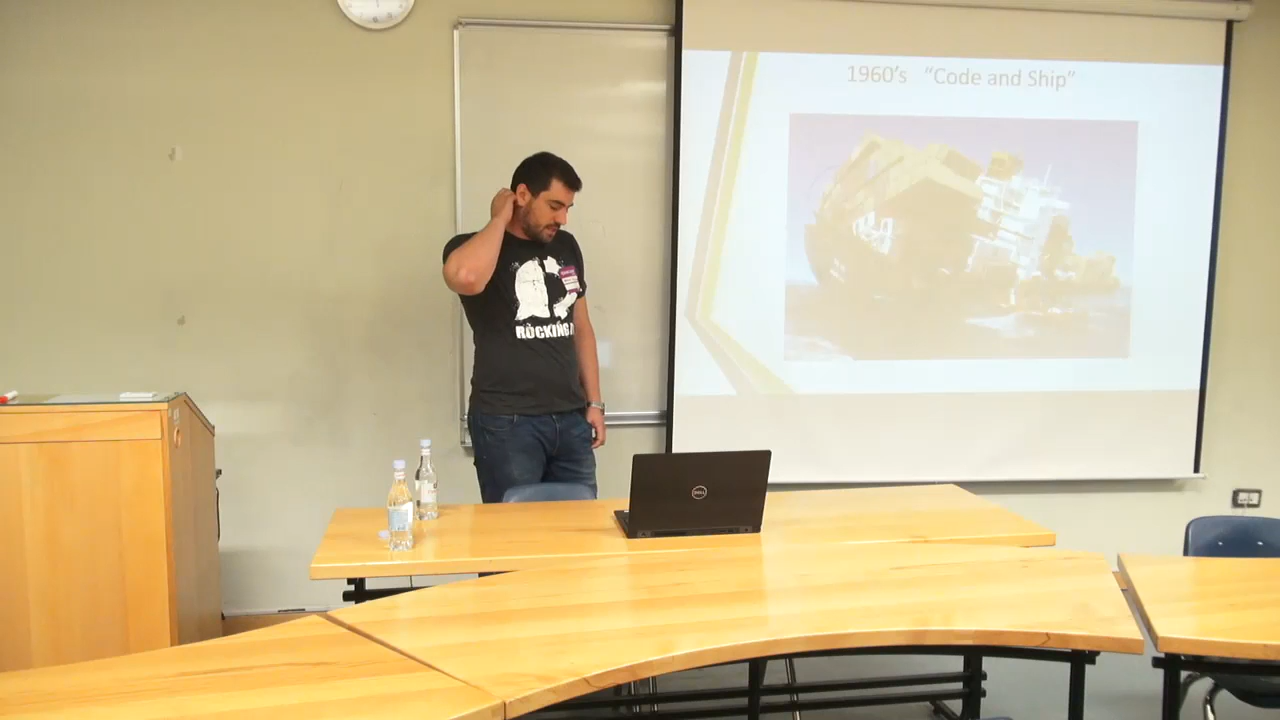 1960's “Code and Ship”
ROCKING
DELL